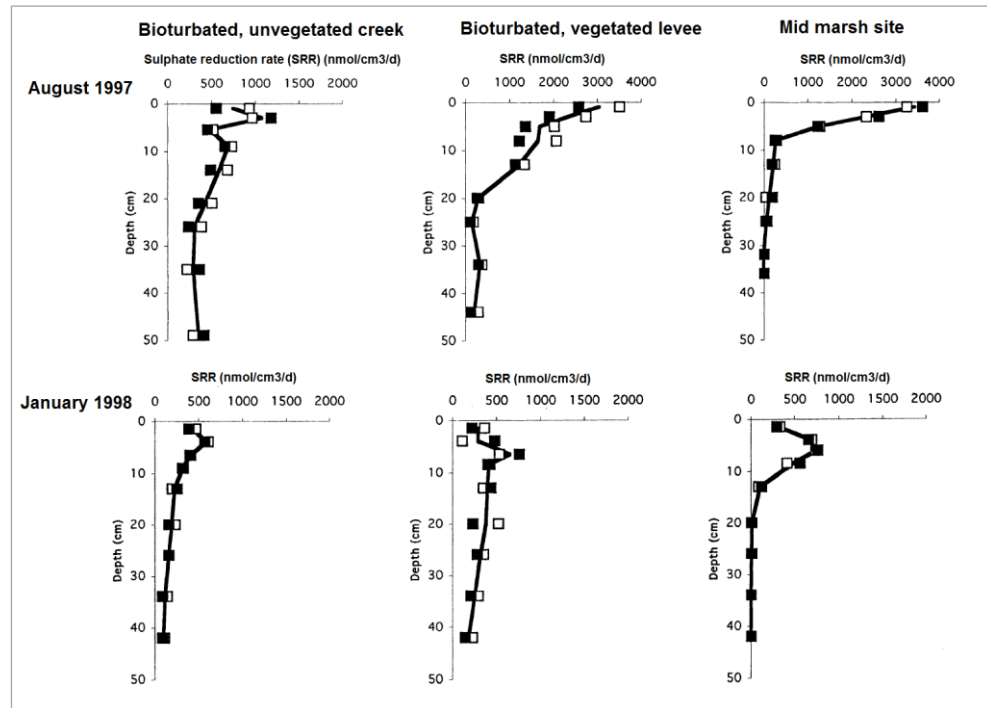 Bioturbated, unvegetated creek
Bioturbated, vegetated levee
Mid marsh site
August 1997
Sulphate reduction rate (SRR) (nmol/cm3/d)
0 500 1000 1500 2000
Depth (cm)
0
10
20
30
40
50
SRR (nmol/cm3/d)
0 1000 2000 3000 4000
Depth (cm)
0
10
20
30
40
50
SRR (nmol/cm3/d)
0 1000 2000 3000 4000
Depth (cm)
0
10
20
30
40
50
January 1998
SRR (nmol/cm3/d)
0 500 1000 1500 2000
Depth (cm)
0
10
20
30
40
50
SRR (nmol/cm3/d)
0 500 1000 1500 2000
Depth (cm)
0
10
20
30
40
50
SRR (nmol/cm3/d)
0 500 1000 1500 2000
Depth (cm)
0
10
20
30
40
50